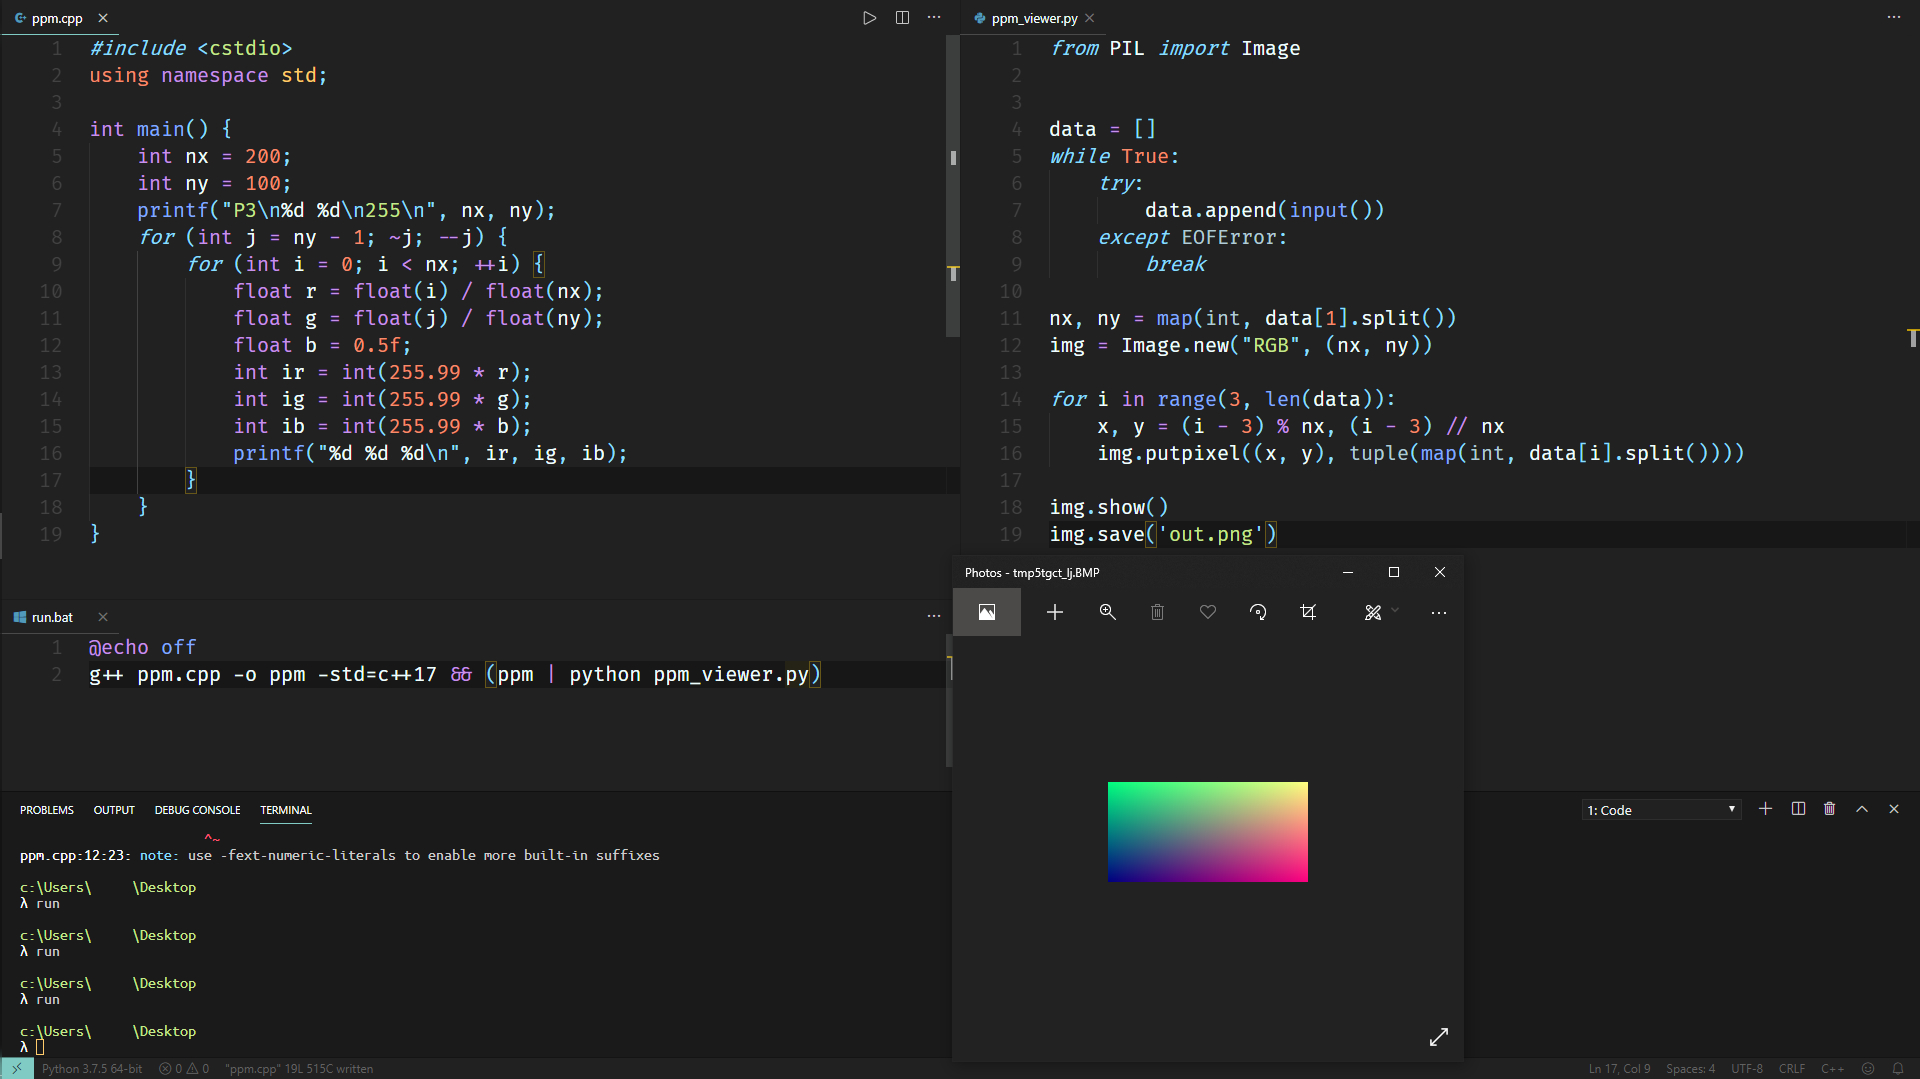 ppm.cpp
1 #include <cstdio>
2 using namespace std;
3
4 int main() {
5     int nx = 200;
6     int ny = 100;
7     printf("P3\n%d %d\n255\n", nx, ny);
8     for (int j = ny - 1; ~j; --j) {
9         for (int i = 0; i < nx; ++i) {
10             float r = float(i) / float(nx);
11             float g = float(j) / float(ny);
12             float b = 0.5f;
13             int ir = int(255.99 * r);
14             int ig = int(255.99 * g);
15             int ib = int(255.99 * b);
16             printf("%d %d %d\n", ir, ig, ib);
17         }
18     }
19 }
ppm_viewer.py
1 from PIL import Image
2
3
4 data = []
5 while True:
6     try:
7         data.append(input())
8     except EOFError:
9         break
10
11 nx, ny = map(int, data[1].split())
12 img = Image.new("RGB", (nx, ny))
13
14 for i in range(3, len(data)):
15     x, y = (i - 3) % nx, (i - 3) // nx
16     img.putpixel((x, y), tuple(map(int, data[i].split())))
17
18 img.show()
19 img.save('out.png')
run.bat
1 @echo off
2 g++ ppm.cpp -o ppm -std=c++17 && (ppm | python ppm_viewer.py)
Photos - tmp5tgct_lj.BMP
PROBLEMS OUTPUT DEBUG CONSOLE TERMINAL
1: Code
^~
ppm.cpp:12:23: note: use -fext-numeric-literals to enable more built-in suffixes
c:\Users\     \Desktop
λ run
c:\Users\     \Desktop
λ run
c:\Users\     \Desktop
λ run
c:\Users\     \Desktop
λ
Python 3.7.5 64-bit 0 0 "ppm.cpp" 19L 515C written
Ln 17, Col 9 Spaces: 4 UTF-8 CRLF C++